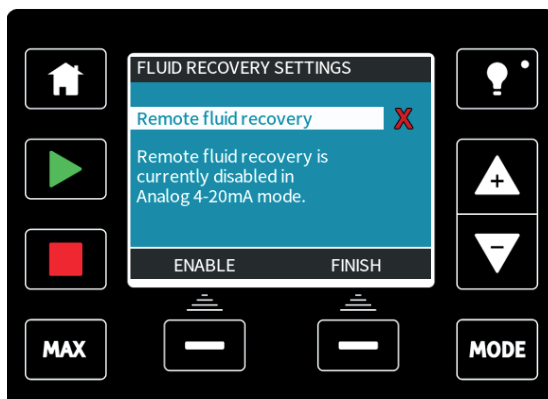 FLUID RECOVERY SETTINGS
Remote fluid recovery X
Remote fluid recovery is
currently disabled in
Analog 4-20mA mode.
ENABLE FINISH
MAX
MODE